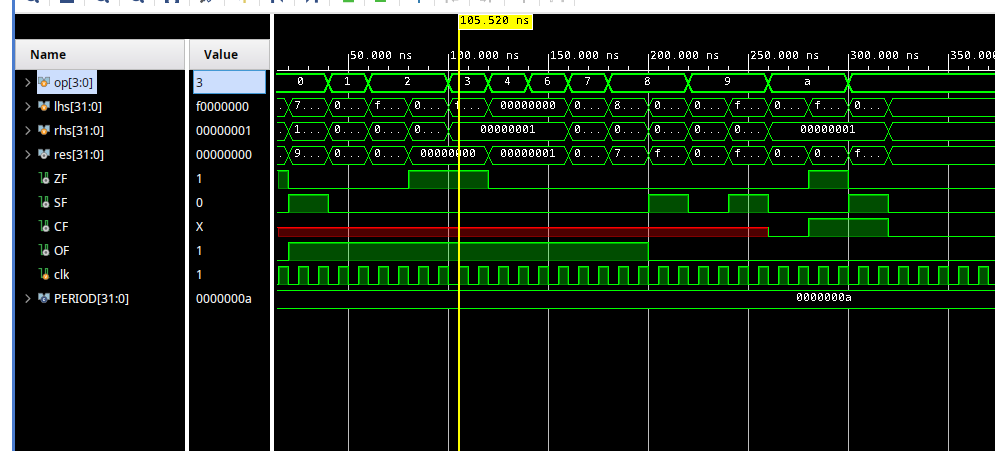 105.520 ns
Name Value 50.000 ns 100.000 ns 150.000 ns 200.000 ns 250.000 ns 300.000 ns 350.000
op[3:0] 3 0 1 2 3 4 6 7 8 9 a
lhs[31:0] f0000000 7... 0... f... 0... f 00000000 0... 8... 0... 0... f... 0... f... 0...
rhs[31:0] 00000001 1... 0... 0... 0... 00000001 0... 0... 0... 0... 0... 00000001
res[31:0] 00000000 9... 0... 0... 00000000 00000001 0... 7... f... 0... f... 0... 0... f...
ZF 1
SF 0
CF X
OF 1
clk 1
PERIOD[31:0] 0000000a 0000000a